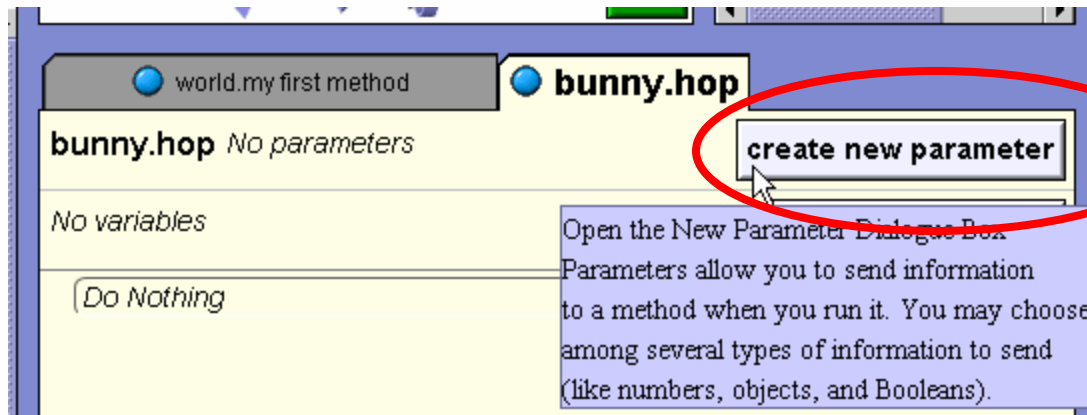 world.my first method
bunny.hop
bunny.hop No parameters
create new parameter
No variables
Open the New Parameter Dialogue Box
Parameters allow you to send information
to a method when you run it. You may choose
among several types of information to send
(like numbers, objects, and Booleans).
Do Nothing